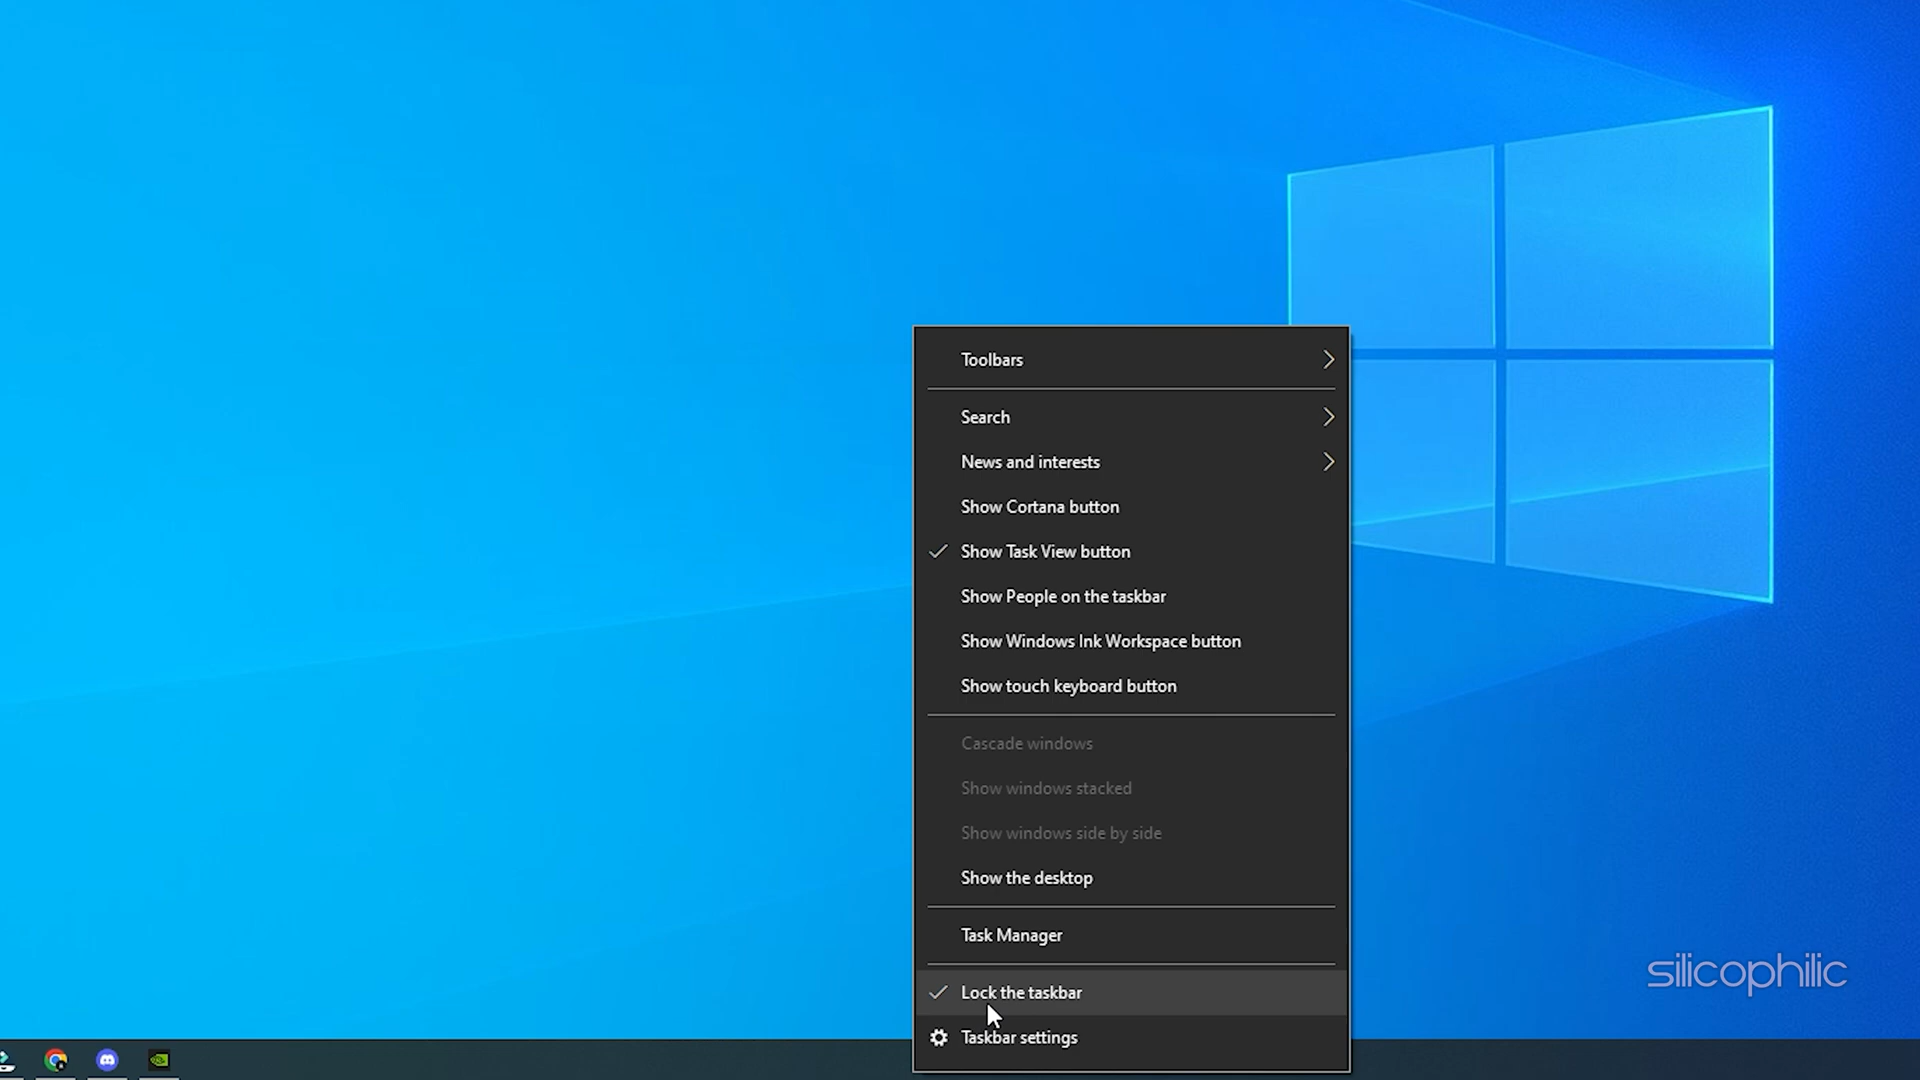 Toolbars
Search
News and interests
Show Cortana button
Show Task View button
Show People on the taskbar
Show Windows Ink Workspace button
Show touch keyboard button
Cascade windows
Show windows stacked
Show windows side by side
Show the desktop
Task Manager
Lock the taskbar
Taskbar settings
silicophilic